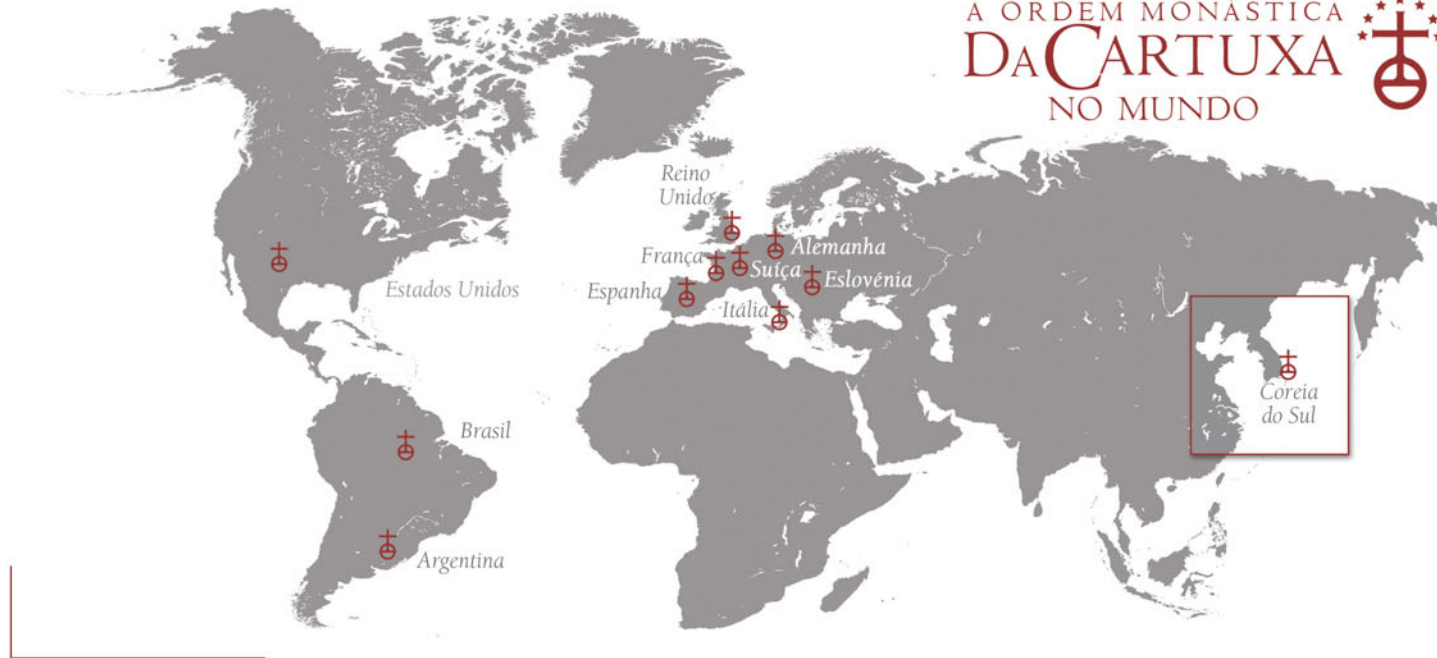 A ORDEM MONÁSTICA
DA CARTUXA
NO MUNDO
Reino
Unido
França
Alemanha
Suíça
Eslovénia
Espanha
Itália
Estados Unidos
Coreia
do Sul
Brasil
Argentina